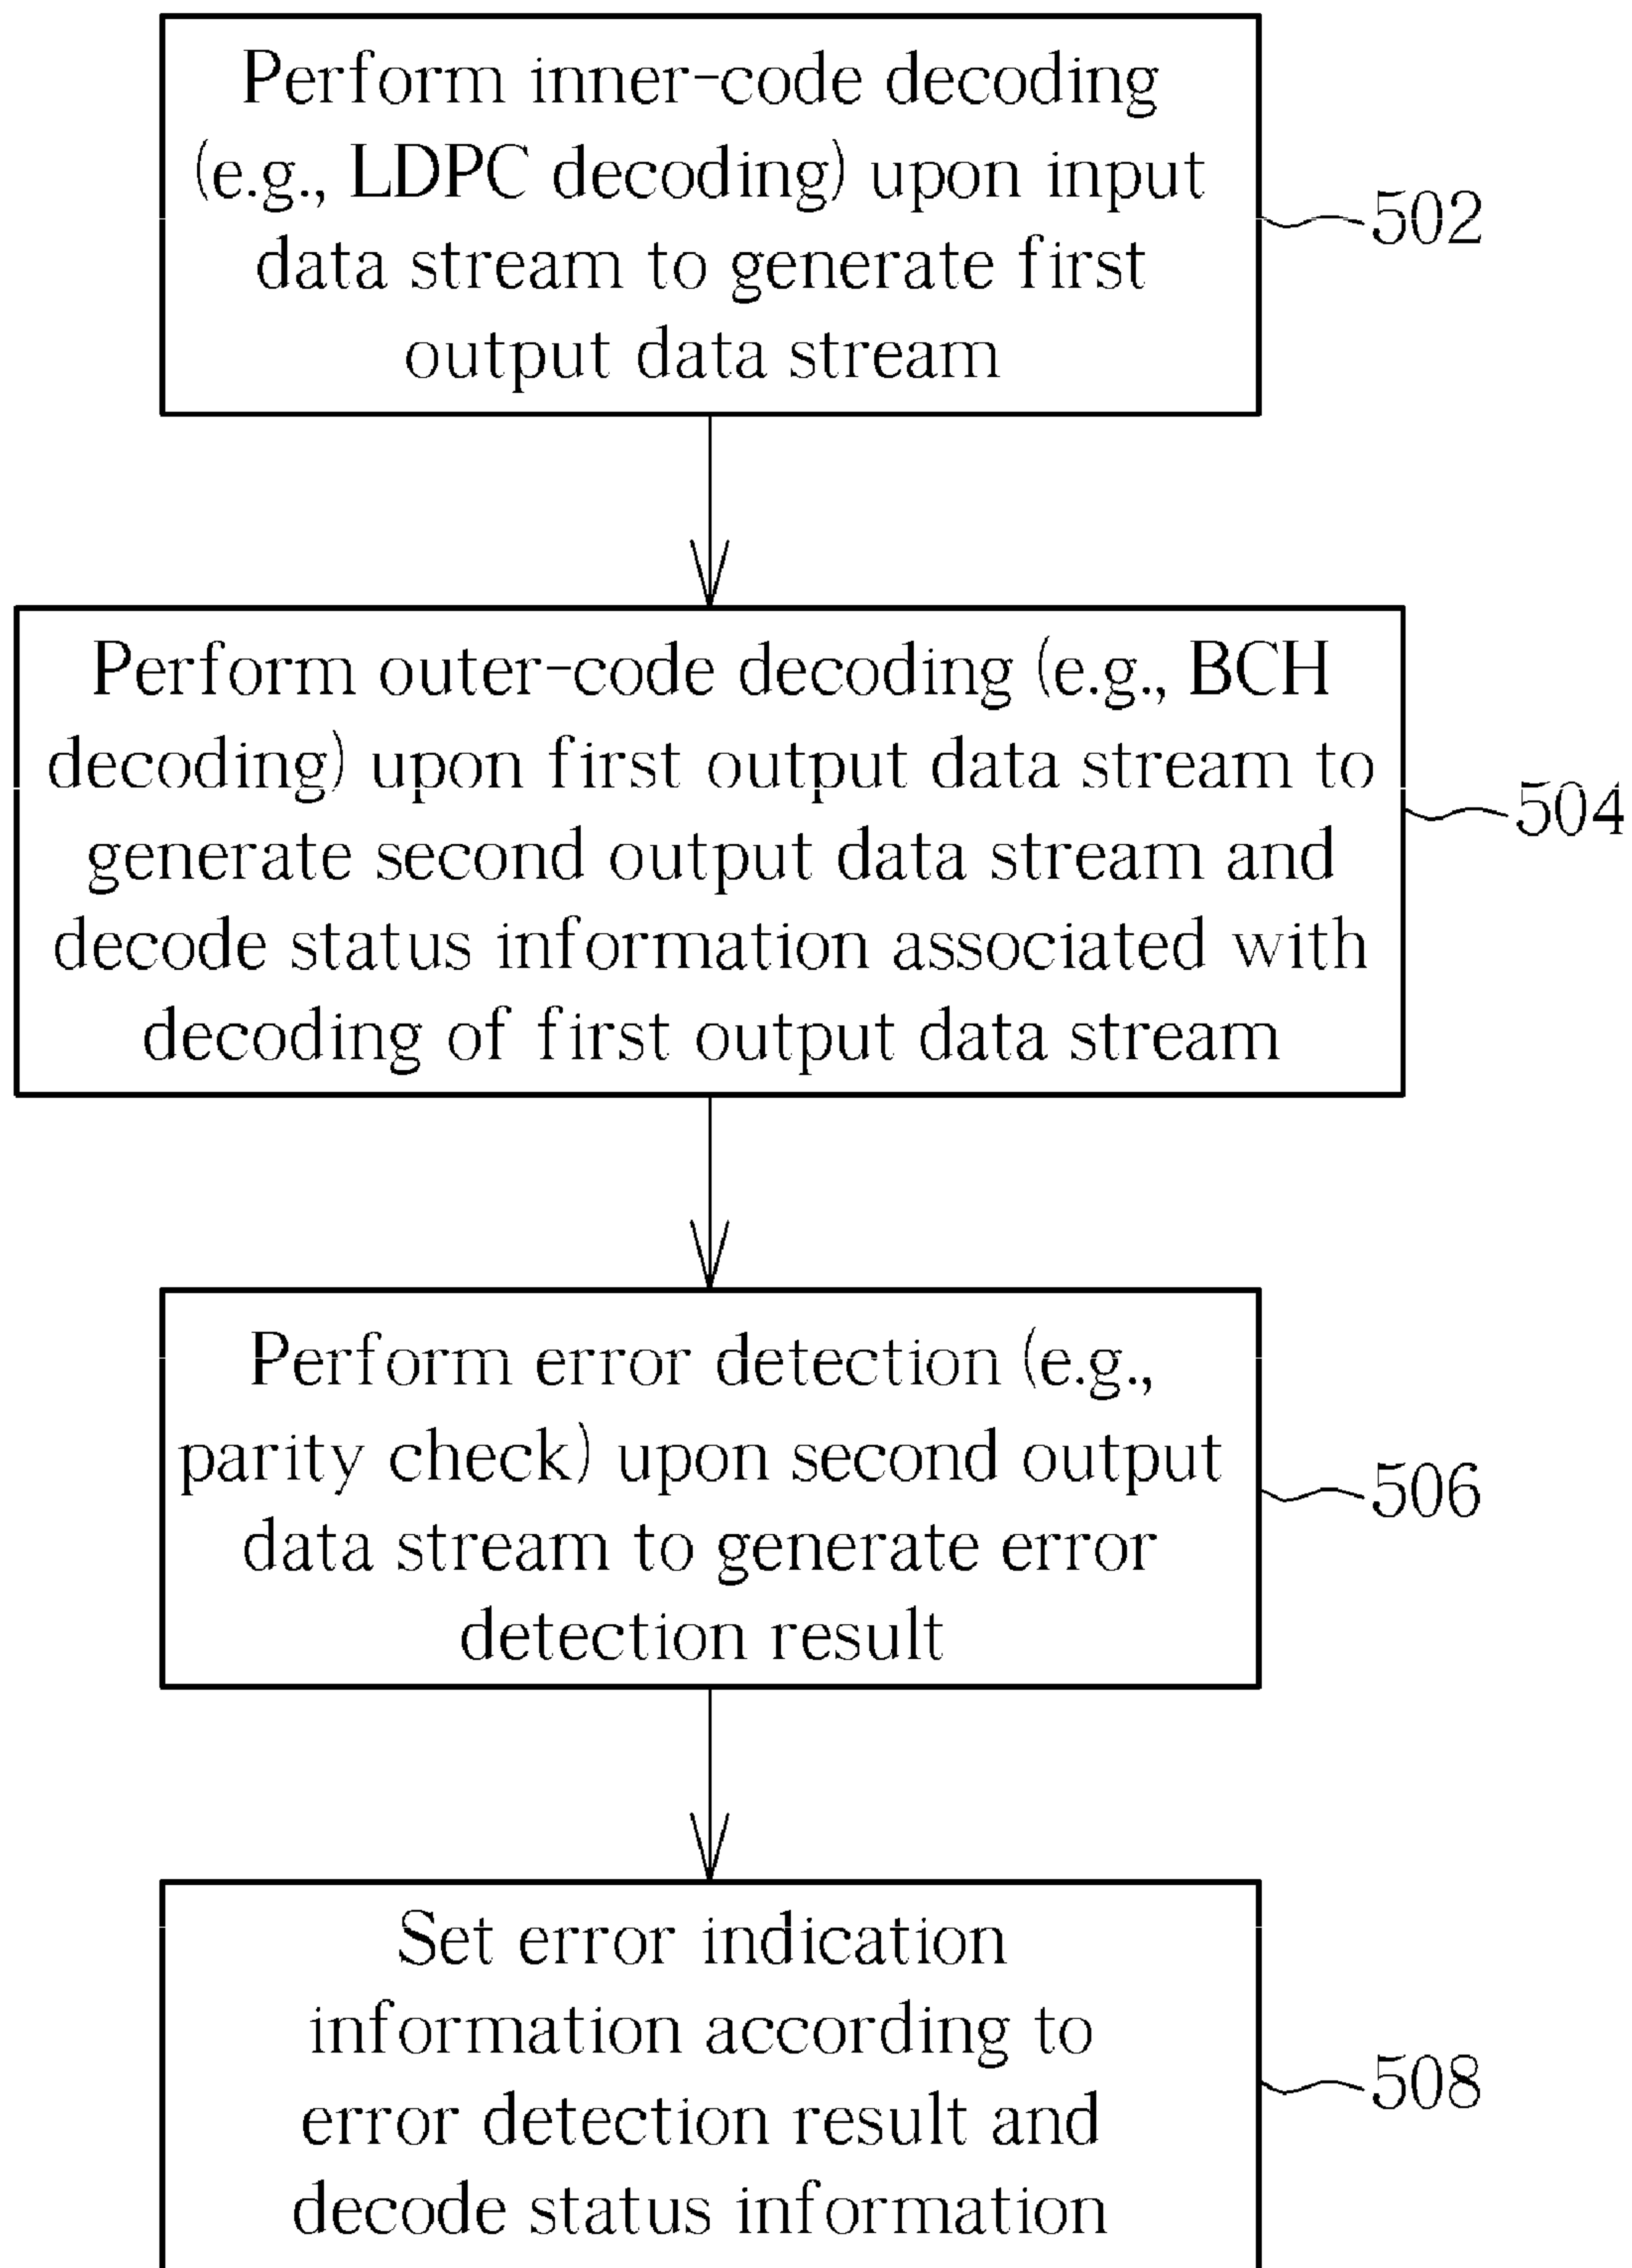 Perform inner-code decoding
(e.g., LDPC decoding) upon input
data stream to generate first
output data stream
502
Perform outer-code decoding (e.g., BCH
decoding) upon first output data stream to
generate second output data stream and
decode status information associated with
decoding of first output data stream
504
Perform error detection (e.g.,
parity check) upon second output
data stream to generate error
detection result
506
Set error indication
information according to
error detection result and
decode status information
508